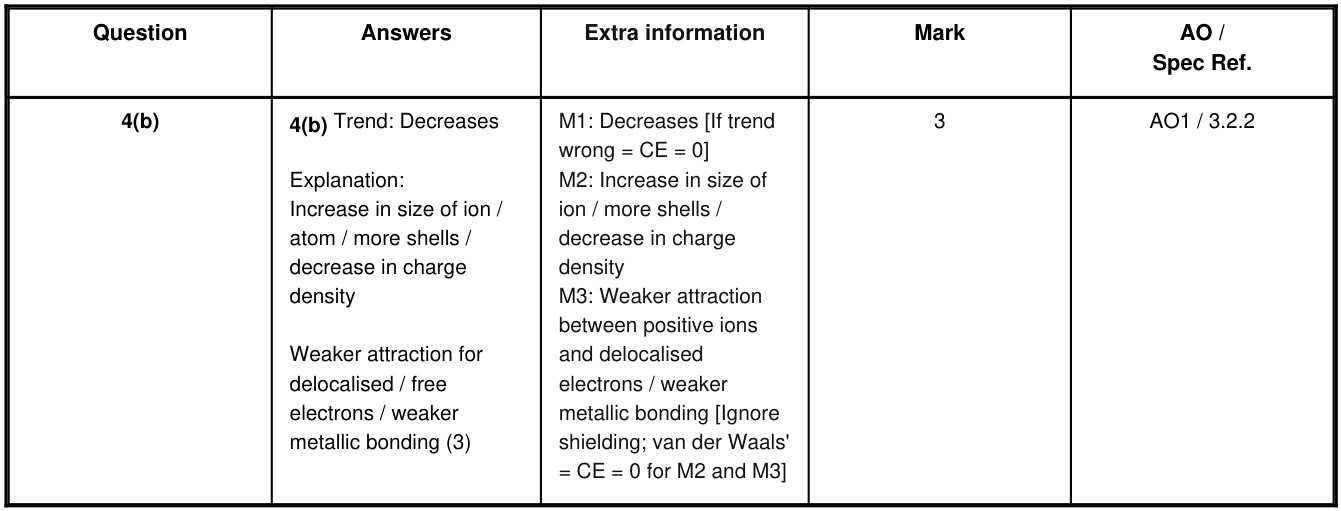 Question
Answers
Extra information
Mark
AO /
Spec Ref.
4(b)
4(b) Trend: Decreases
Explanation:
Increase in size of ion /
atom / more shells /
decrease in charge
density
Weaker attraction for
delocalised / free
electrons / weaker
metallic bonding (3)
M1: Decreases [If trend
wrong = CE = 0]
M2: Increase in size of
ion / more shells /
decrease in charge
density
M3: Weaker attraction
between positive ions
and delocalised
electrons / weaker
metallic bonding [Ignore
shielding; van der Waals'
= CE = 0 for M2 and M3]
3
AO1 / 3.2.2